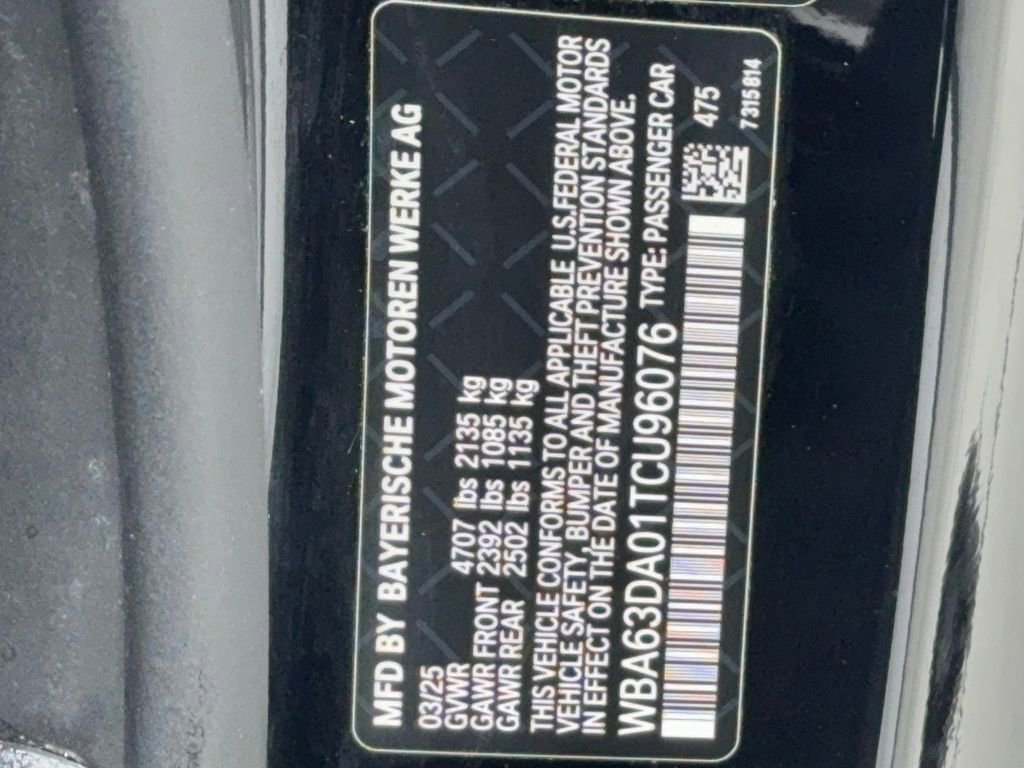 MFD BY BAYERISCHE MOTOREN WERKE AG
03/25
GVWR 4707 lbs 2135 kg
GAWR FRONT 2392 lbs 1085 kg
GAWR REAR 2502 lbs 1135 kg
THIS VEHICLE CONFORMS TO ALL APPLICABLE U.S.FEDERAL MOTOR
VEHICLE SAFETY, BUMPER AND THEFT PREVENTION STANDARDS
IN EFFECT ON THE DATE OF MANUFACTURE SHOWN ABOVE.
WBA63DA01TCU96076 TYPE: PASSENGER CAR
475
7315814